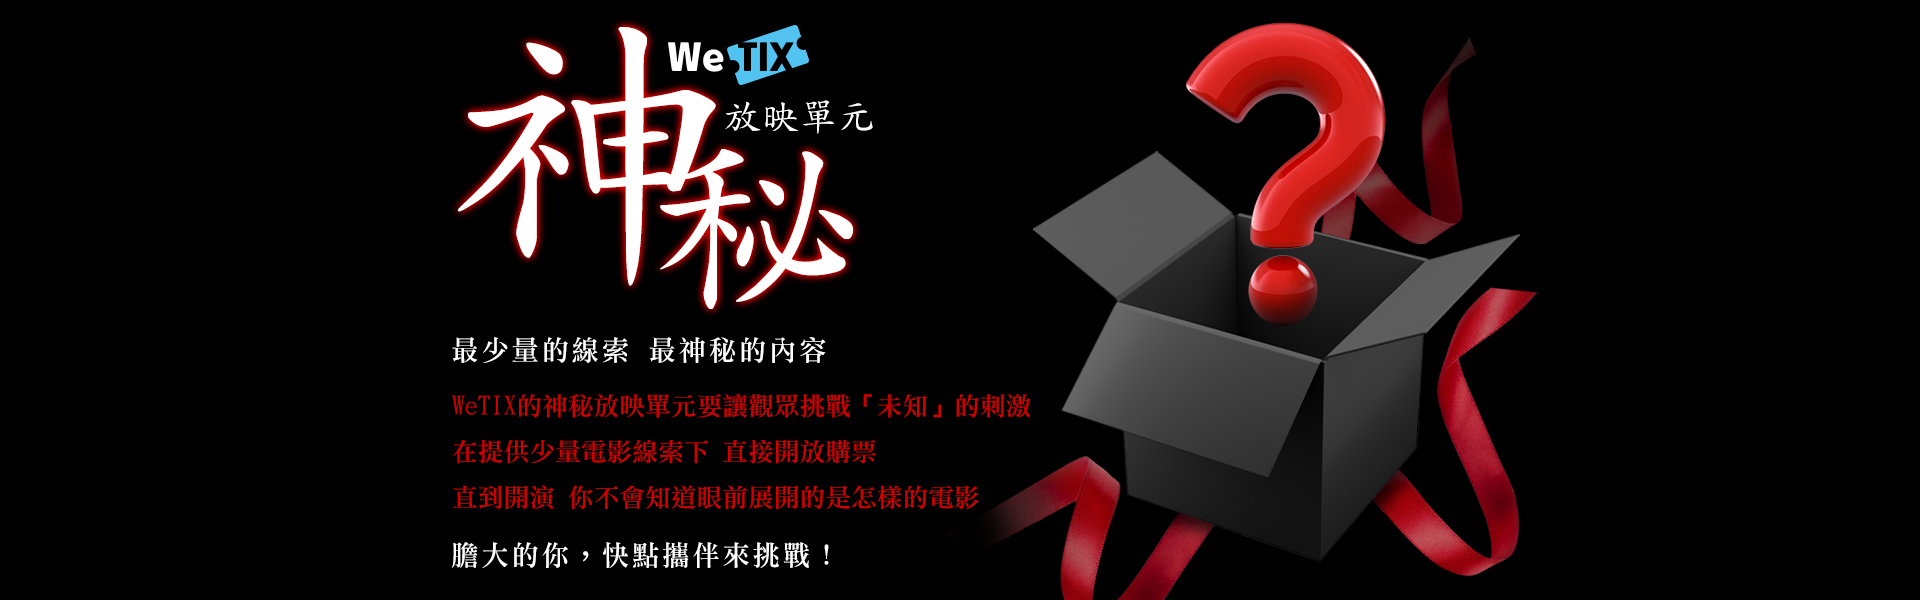 WeTIX
神秘
放映單元
最少量的線索 最神秘的內容
WeTIX的神秘放映單元要讓觀眾挑戰「未知」的刺激
在提供少量電影線索下 直接開放購票
直到開演 你不會知道眼前展開的是怎樣的電影
膽大的你，快點攜伴來挑戰！